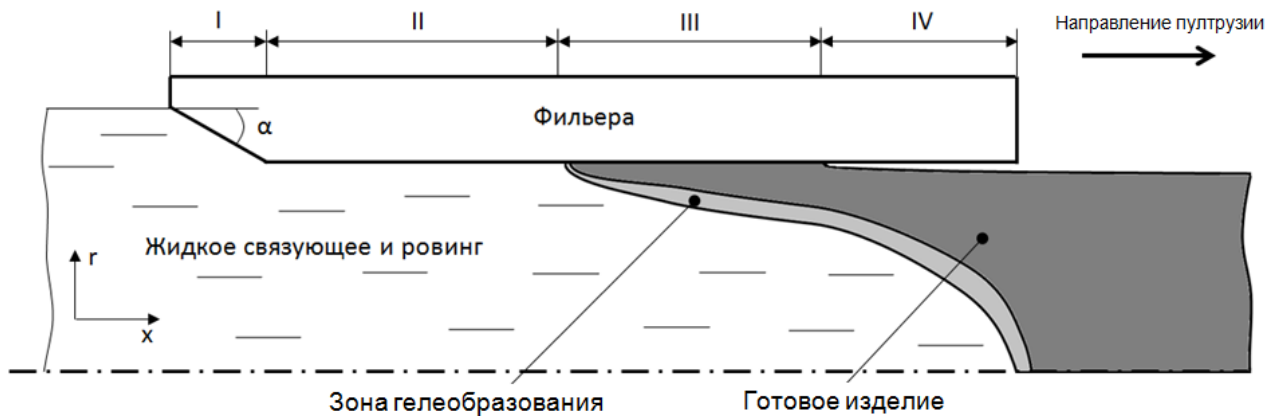 I II III IV
Направление пултрузии
α
Фильера
Жидкое связующее и ровинг
r
x
Зона гелеобразования
Готовое изделие